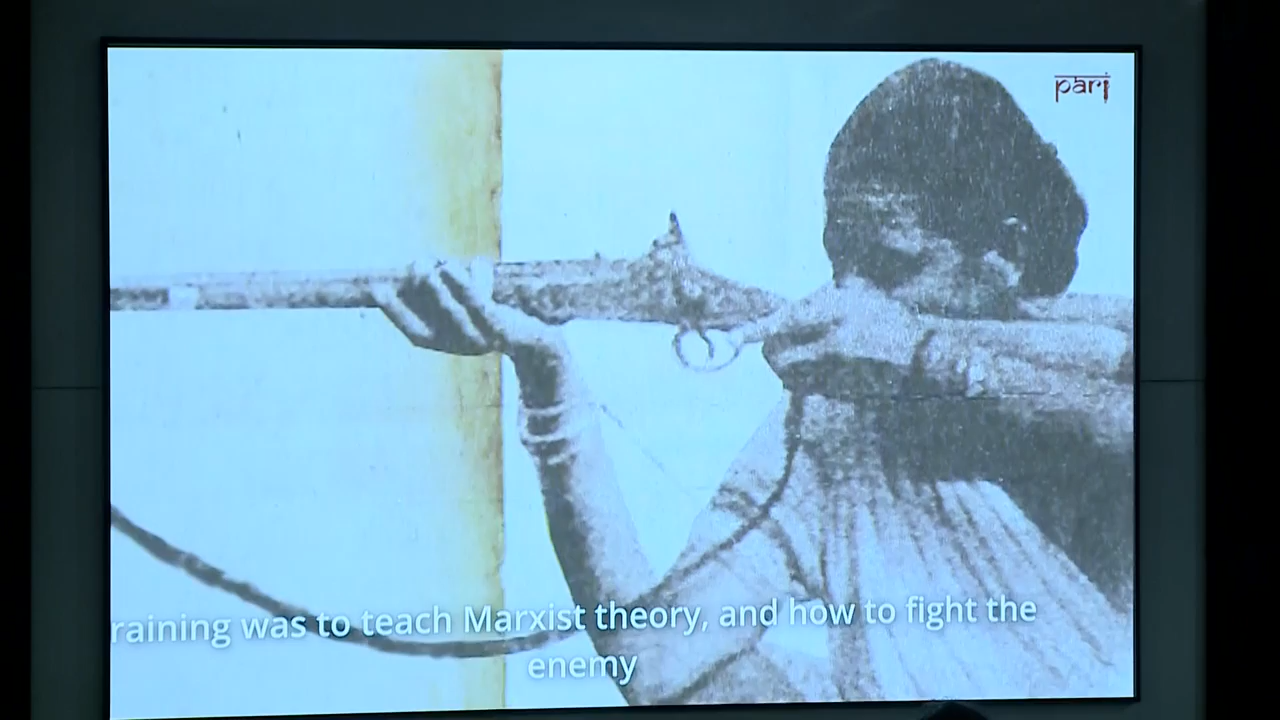 pari
raining was to teach Marxist theory, and how to fight the
enemy